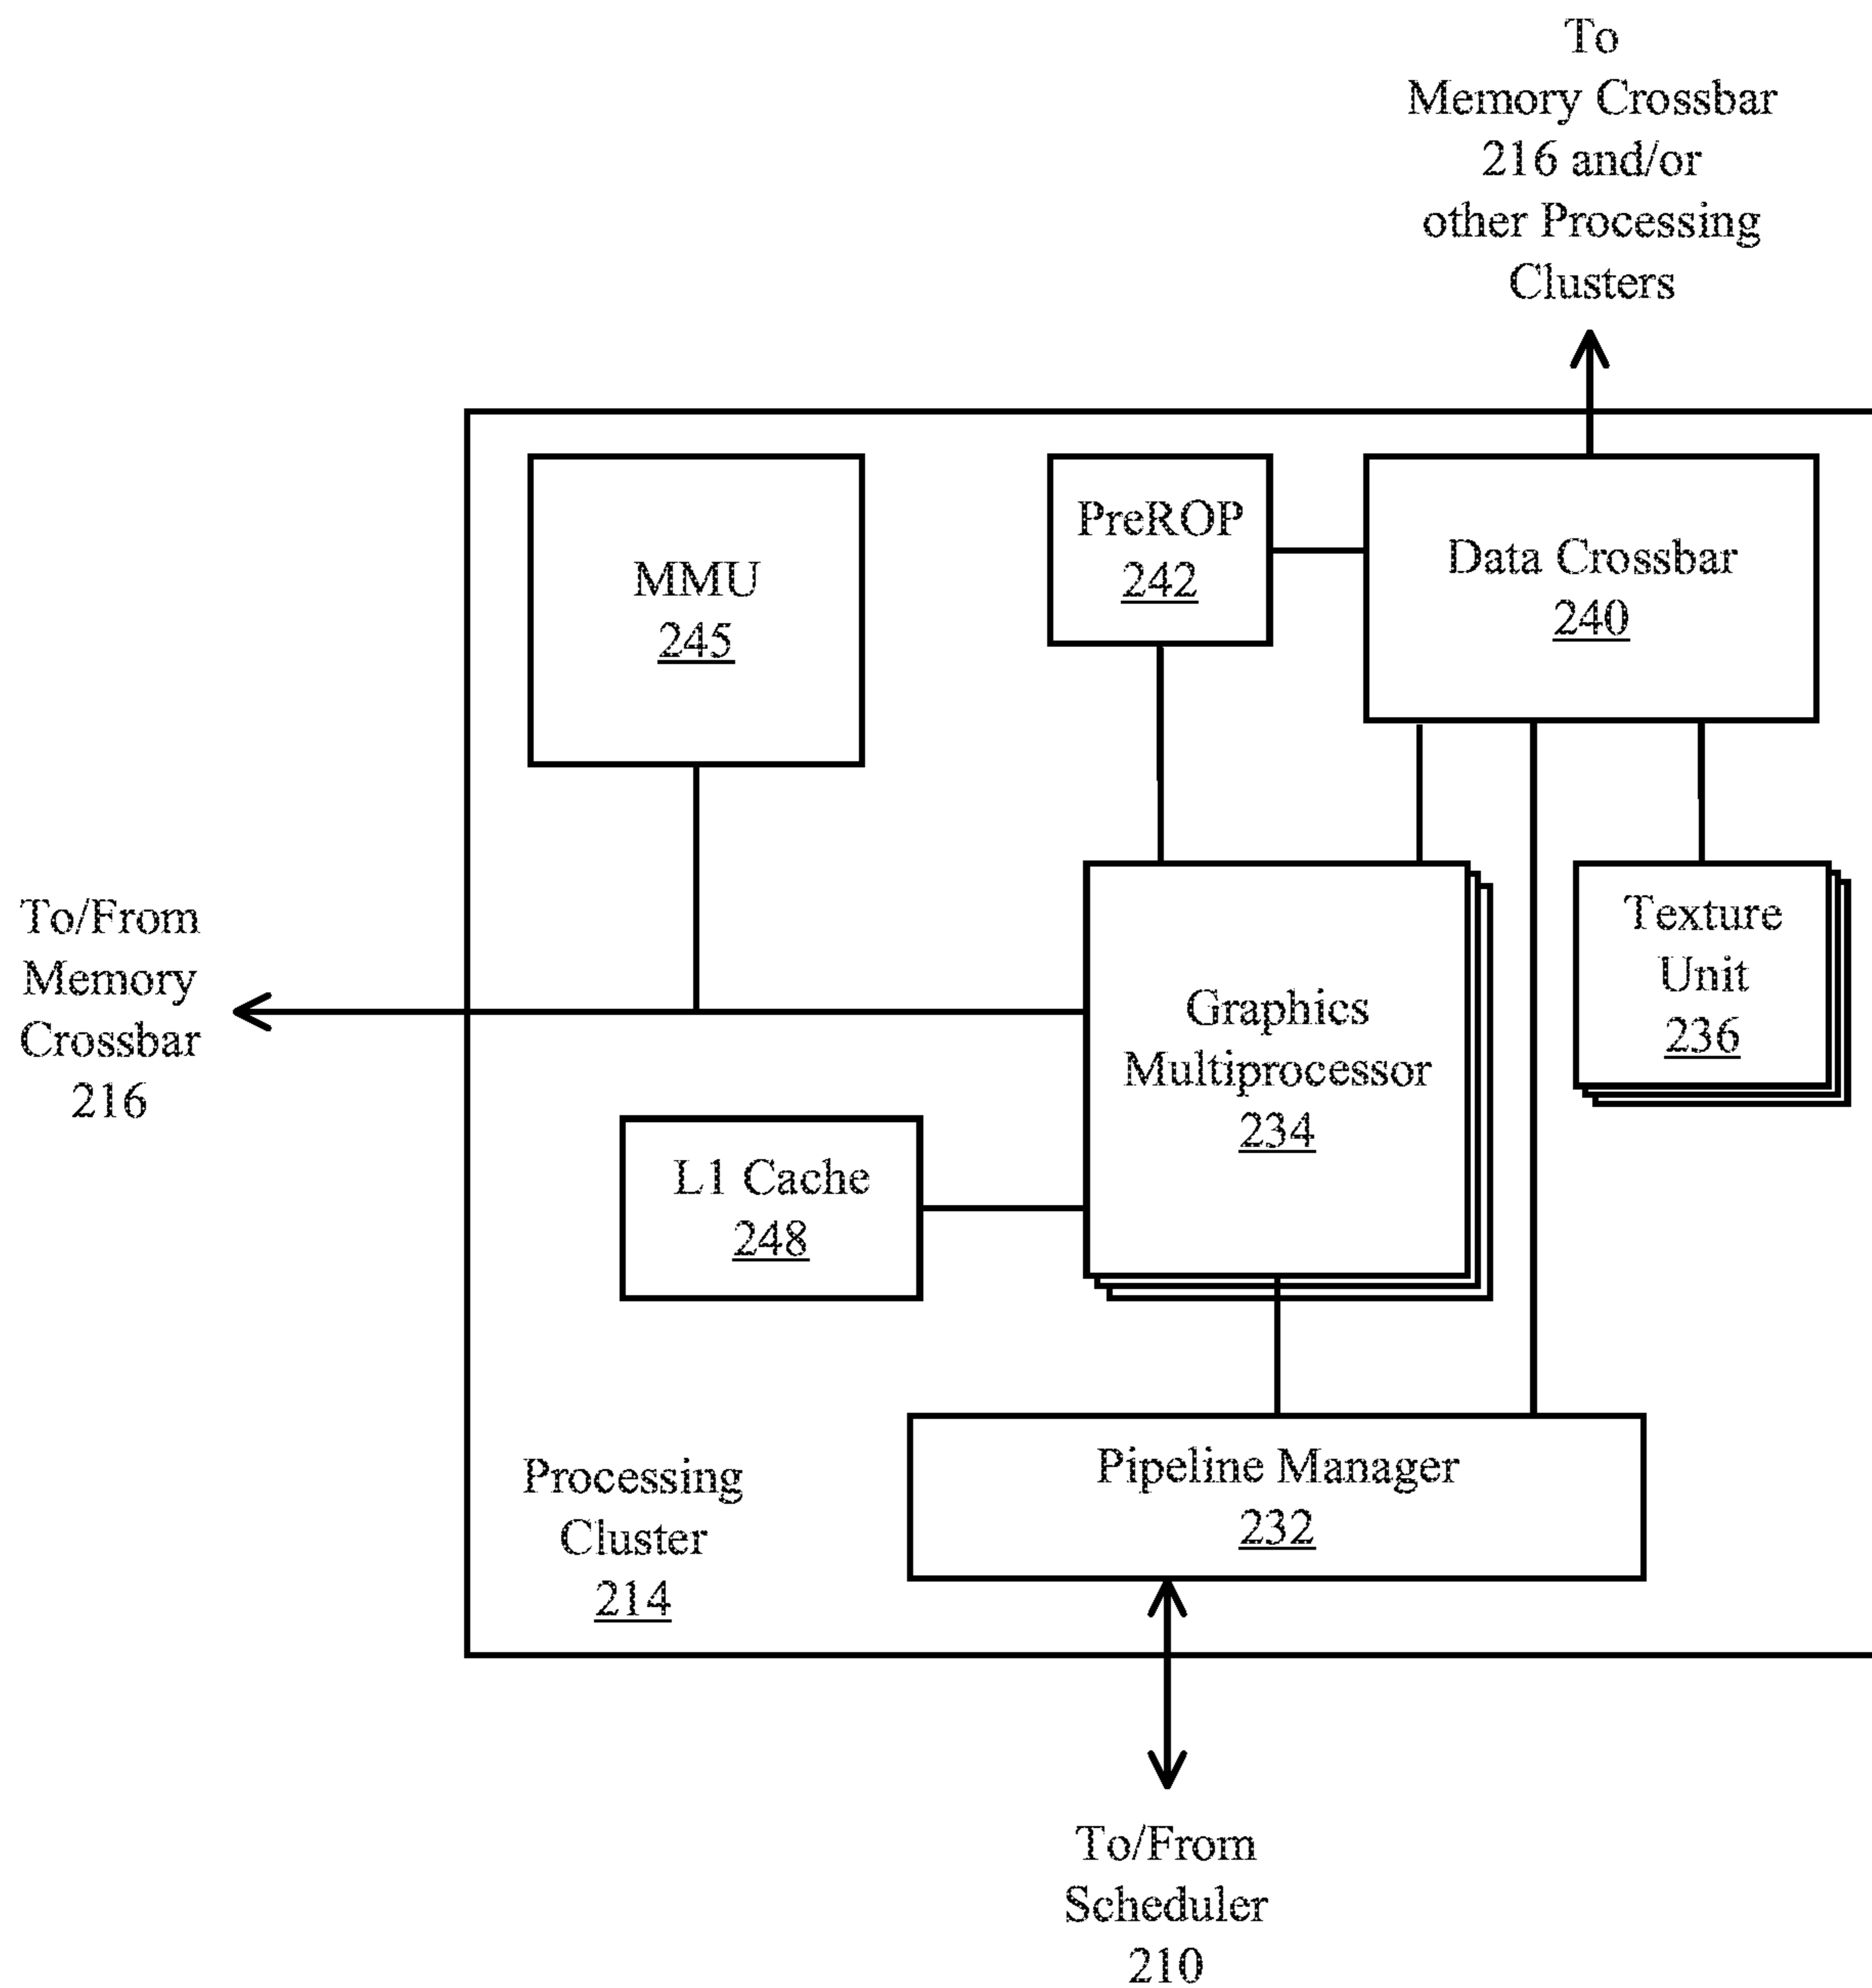 To
Memory Crossbar
216 and/or
other Processing
Clusters
MMU
245
PreROP
242
Data Crossbar
240
To/From
Memory
Crossbar
216
Graphics
Multiprocessor
234
Texture
Unit
236
L1 Cache
248
Processing
Cluster
214
Pipeline Manager
232
To/From
Scheduler
210